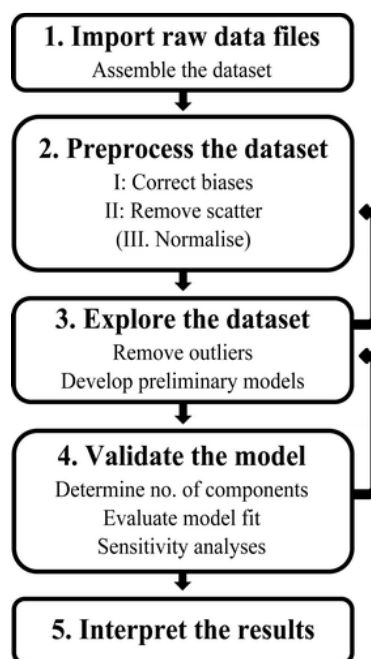 1. Import raw data files
Assemble the dataset
2. Preprocess the dataset
I: Correct biases
II: Remove scatter
(III. Normalise)
3. Explore the dataset
Remove outliers
Develop preliminary models
4. Validate the model
Determine no. of components
Evaluate model fit
Sensitivity analyses
5. Interpret the results